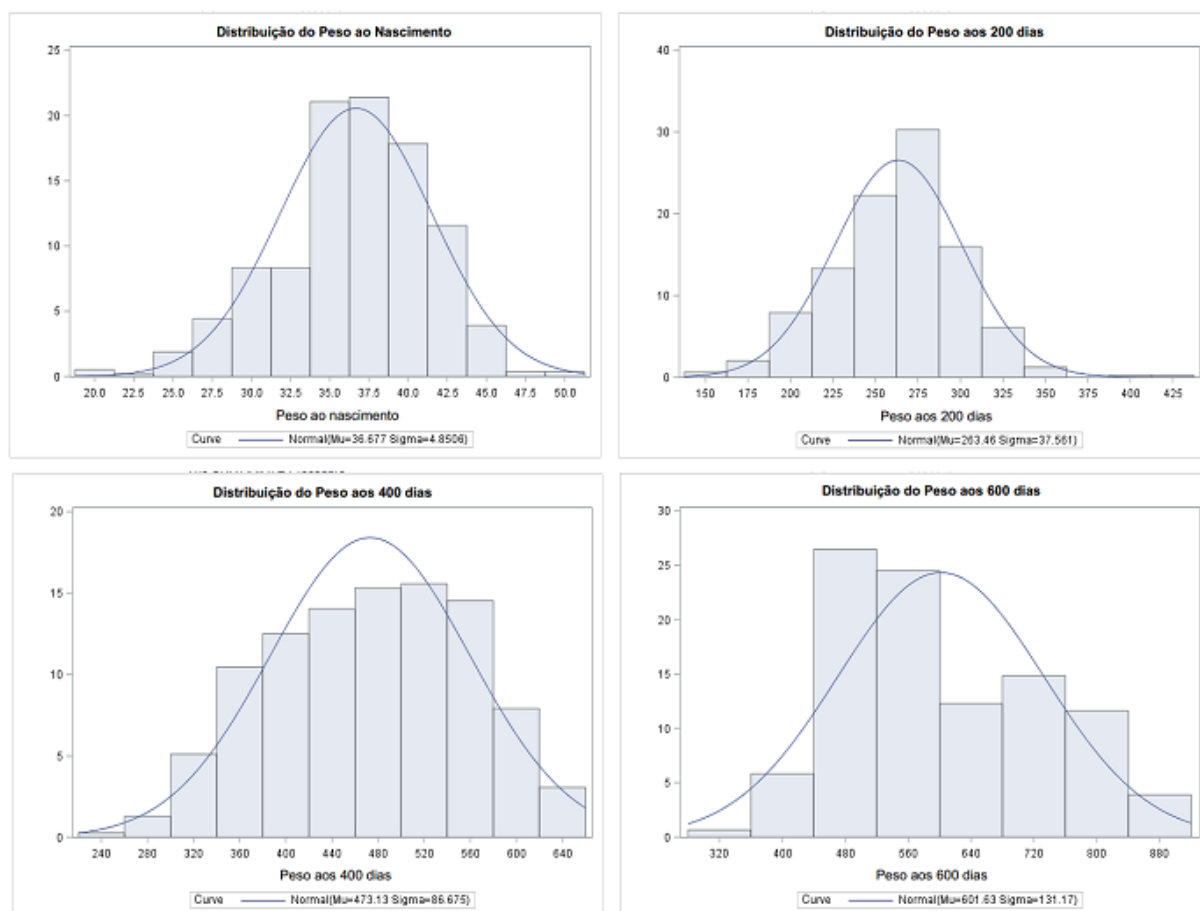 Distribuição do Peso ao Nascimento
25
20
15
10
5
0
20.0 22.5 25.0 27.5 30.0 32.5 35.0 37.5 40.0 42.5 45.0 47.5 50.0
Peso ao nascimento
Curve Normal(Mu=36.677 Sigma=4.8506)
Distribuição do Peso aos 200 dias
40
30
20
10
0
150 175 200 225 250 275 300 325 350 375 400 425
Peso aos 200 dias
Curve Normal(Mu=263.46 Sigma=37.561)
Distribuição do Peso aos 400 dias
20
15
10
5
0
240 280 320 360 400 440 480 520 560 600 640
Peso aos 400 dias
Curve Normal(Mu=473.13 Sigma=86.675)
Distribuição do Peso aos 600 dias
30
25
20
15
10
5
0
320 400 480 560 640 720 800 880
Peso aos 600 dias
Curve Normal(Mu=601.63 Sigma=131.17)